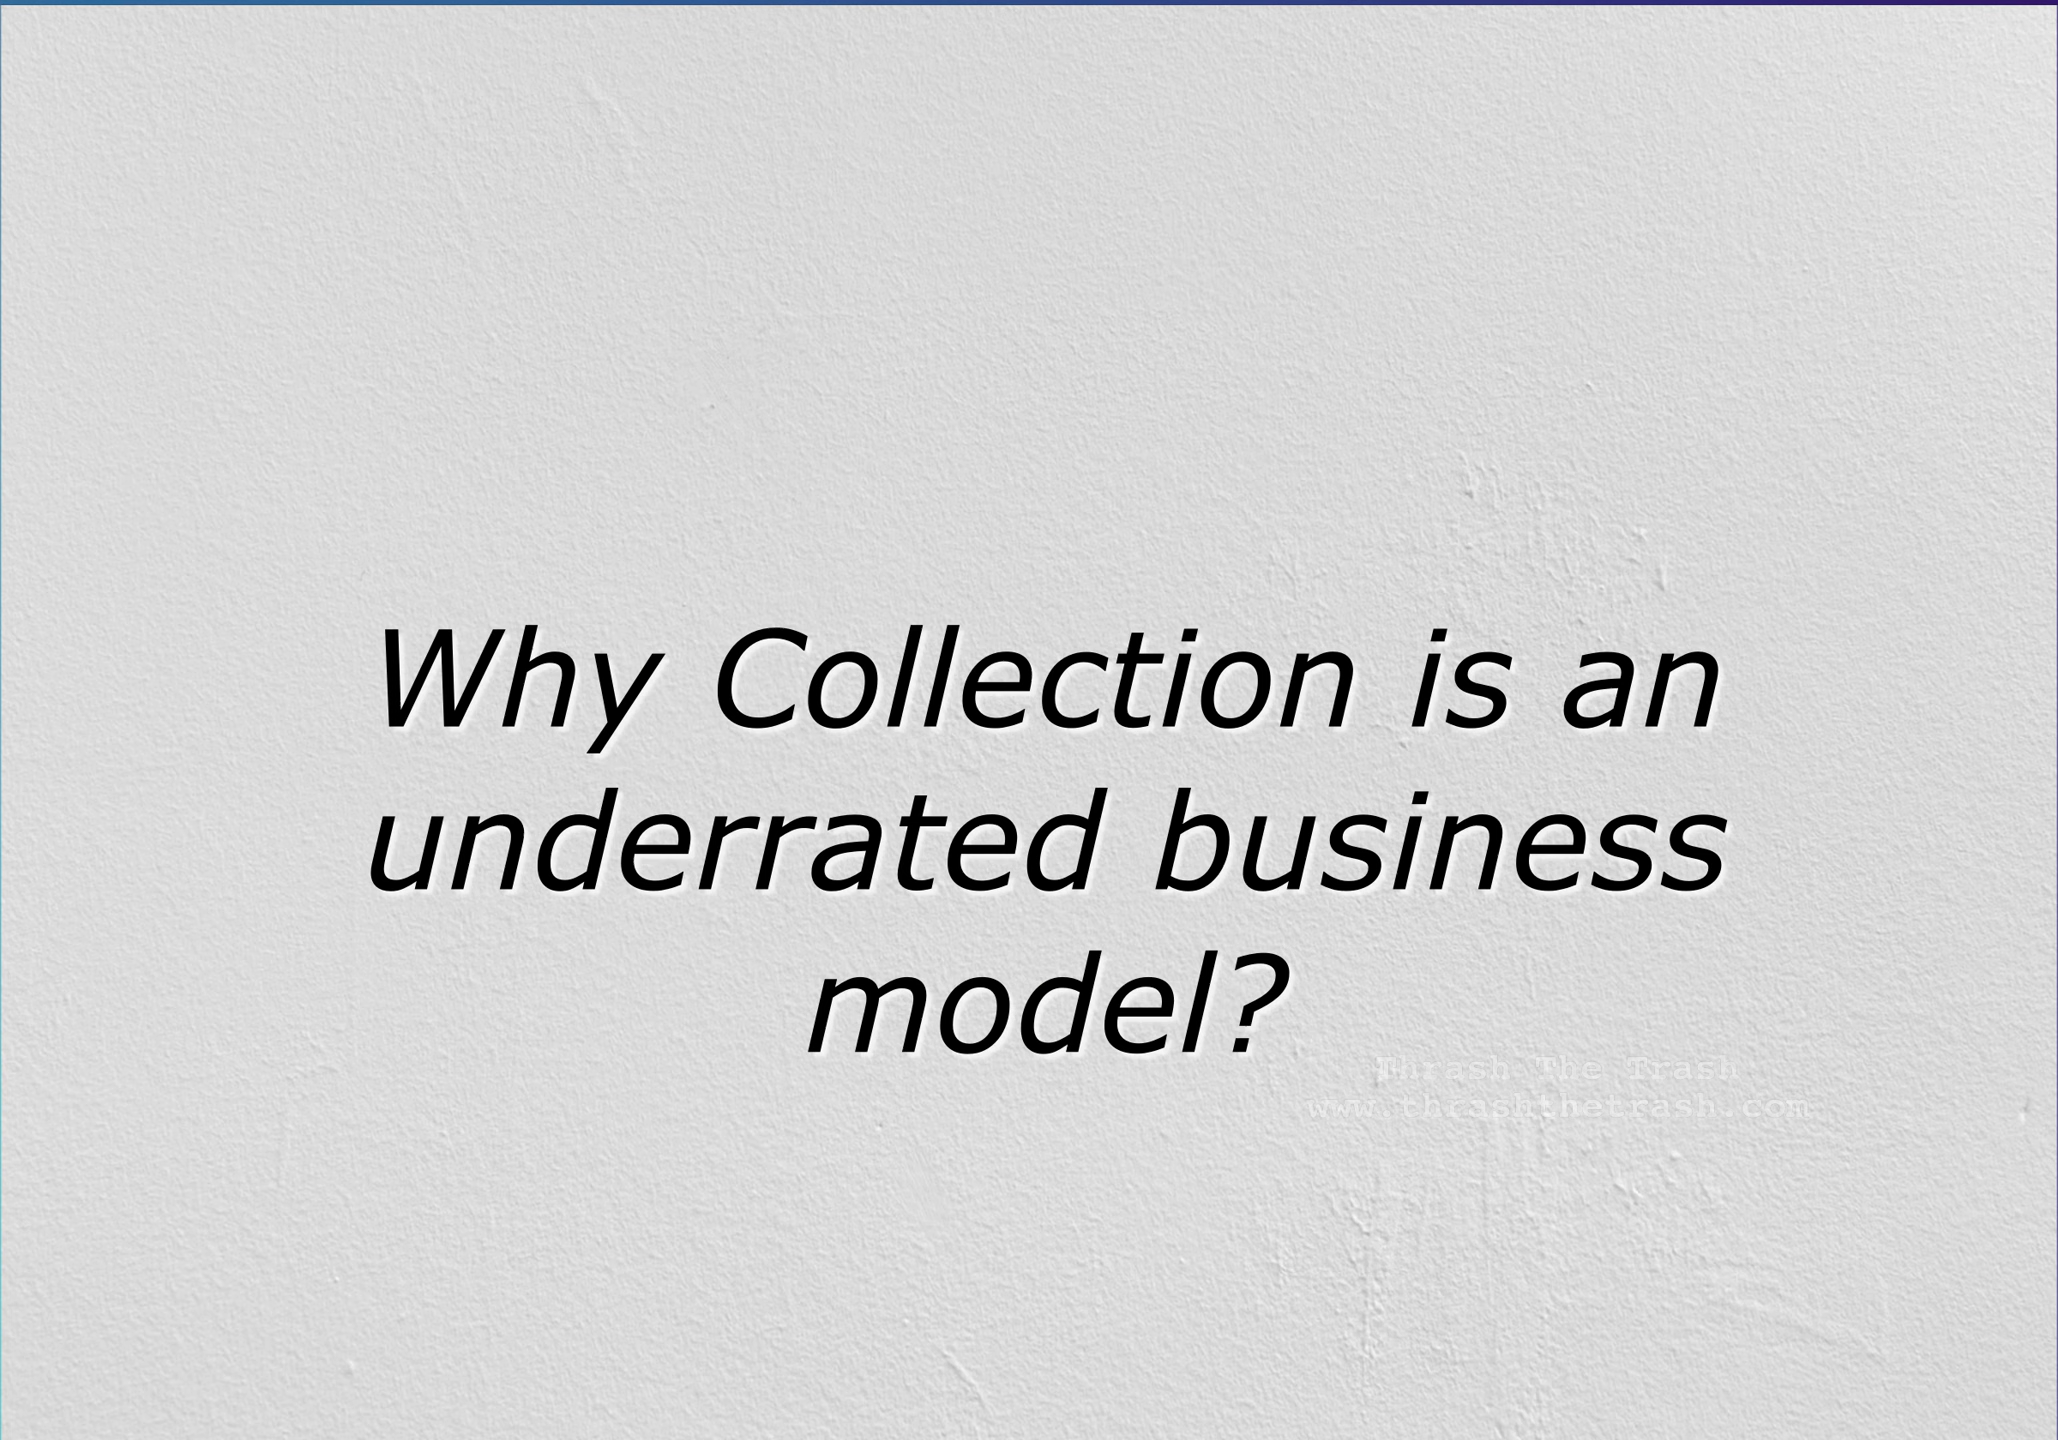 Why Collection is an
underrated business
model?
Thrash The Trash
www.thrashthetrash.com